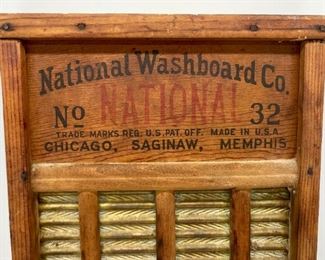 National Washboard Co.
No NATIONAL 32
TRADE MARKS REG. U.S. PAT. OFF. MADE IN U.S.A.
CHICAGO, SAGINAW, MEMPHIS